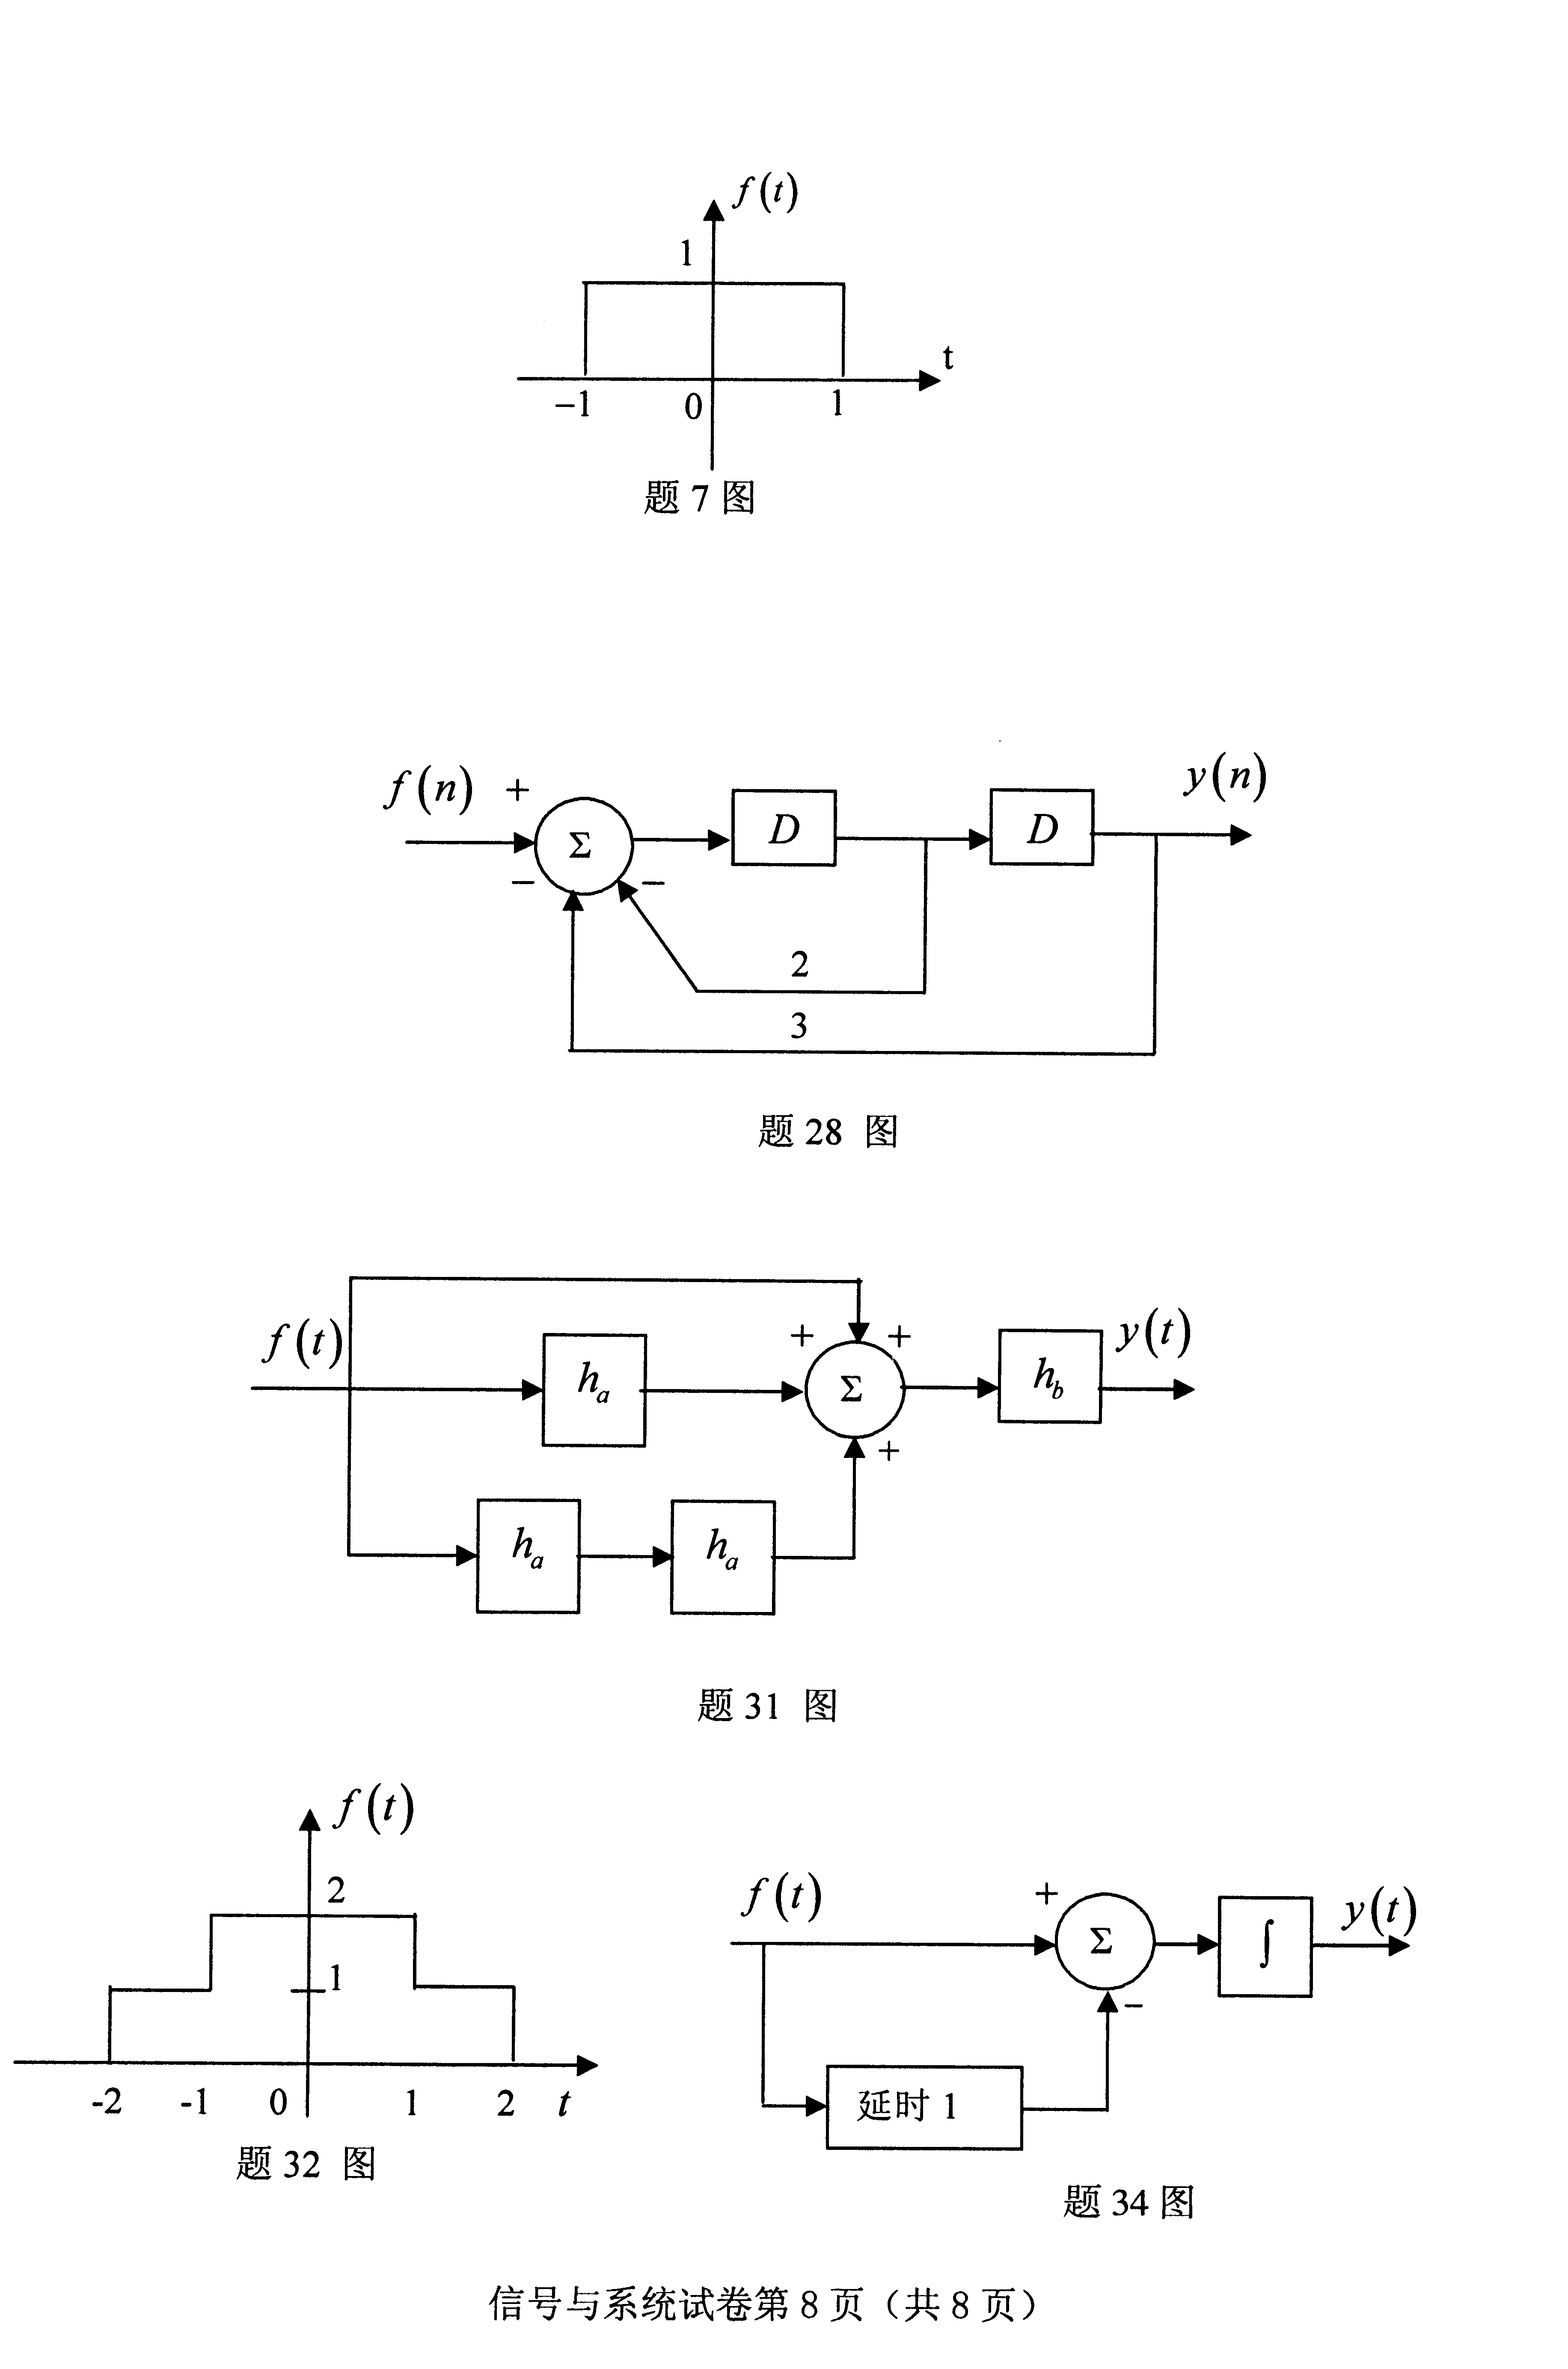 f(t)
1
t
−1 0 1
题 7 图
f(n) + y(n)
Σ D D
− −
2
3
题 28 图
f(t) + + y(t)
h_a Σ h_b
+
h_a h_a
题 31 图
f(t)
2
1
-2 -1 0 1 2 t
题 32 图
f(t) + y(t)
Σ ∫
−
延时 1
题 34 图
信号与系统试卷第 8 页（共 8 页）